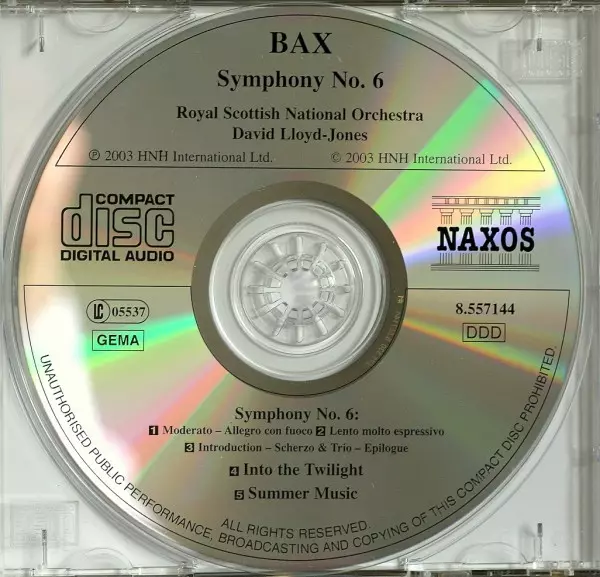 BAX
Symphony No. 6
Royal Scottish National Orchestra
David Lloyd-Jones
℗ 2003 HNH International Ltd.
© 2003 HNH International Ltd.
COMPACT
disc
DIGITAL AUDIO
NAXOS
LC 05537
GEMA
8.557144
DDD
Symphony No. 6:
1 Moderato – Allegro con fuoco 2 Lento molto espressivo
3 Introduction – Scherzo & Trio – Epilogue
4 Into the Twilight
5 Summer Music
ALL RIGHTS RESERVED.
UNAUTHORISED PUBLIC PERFORMANCE, BROADCASTING AND COPYING OF THIS COMPACT DISC PROHIBITED.